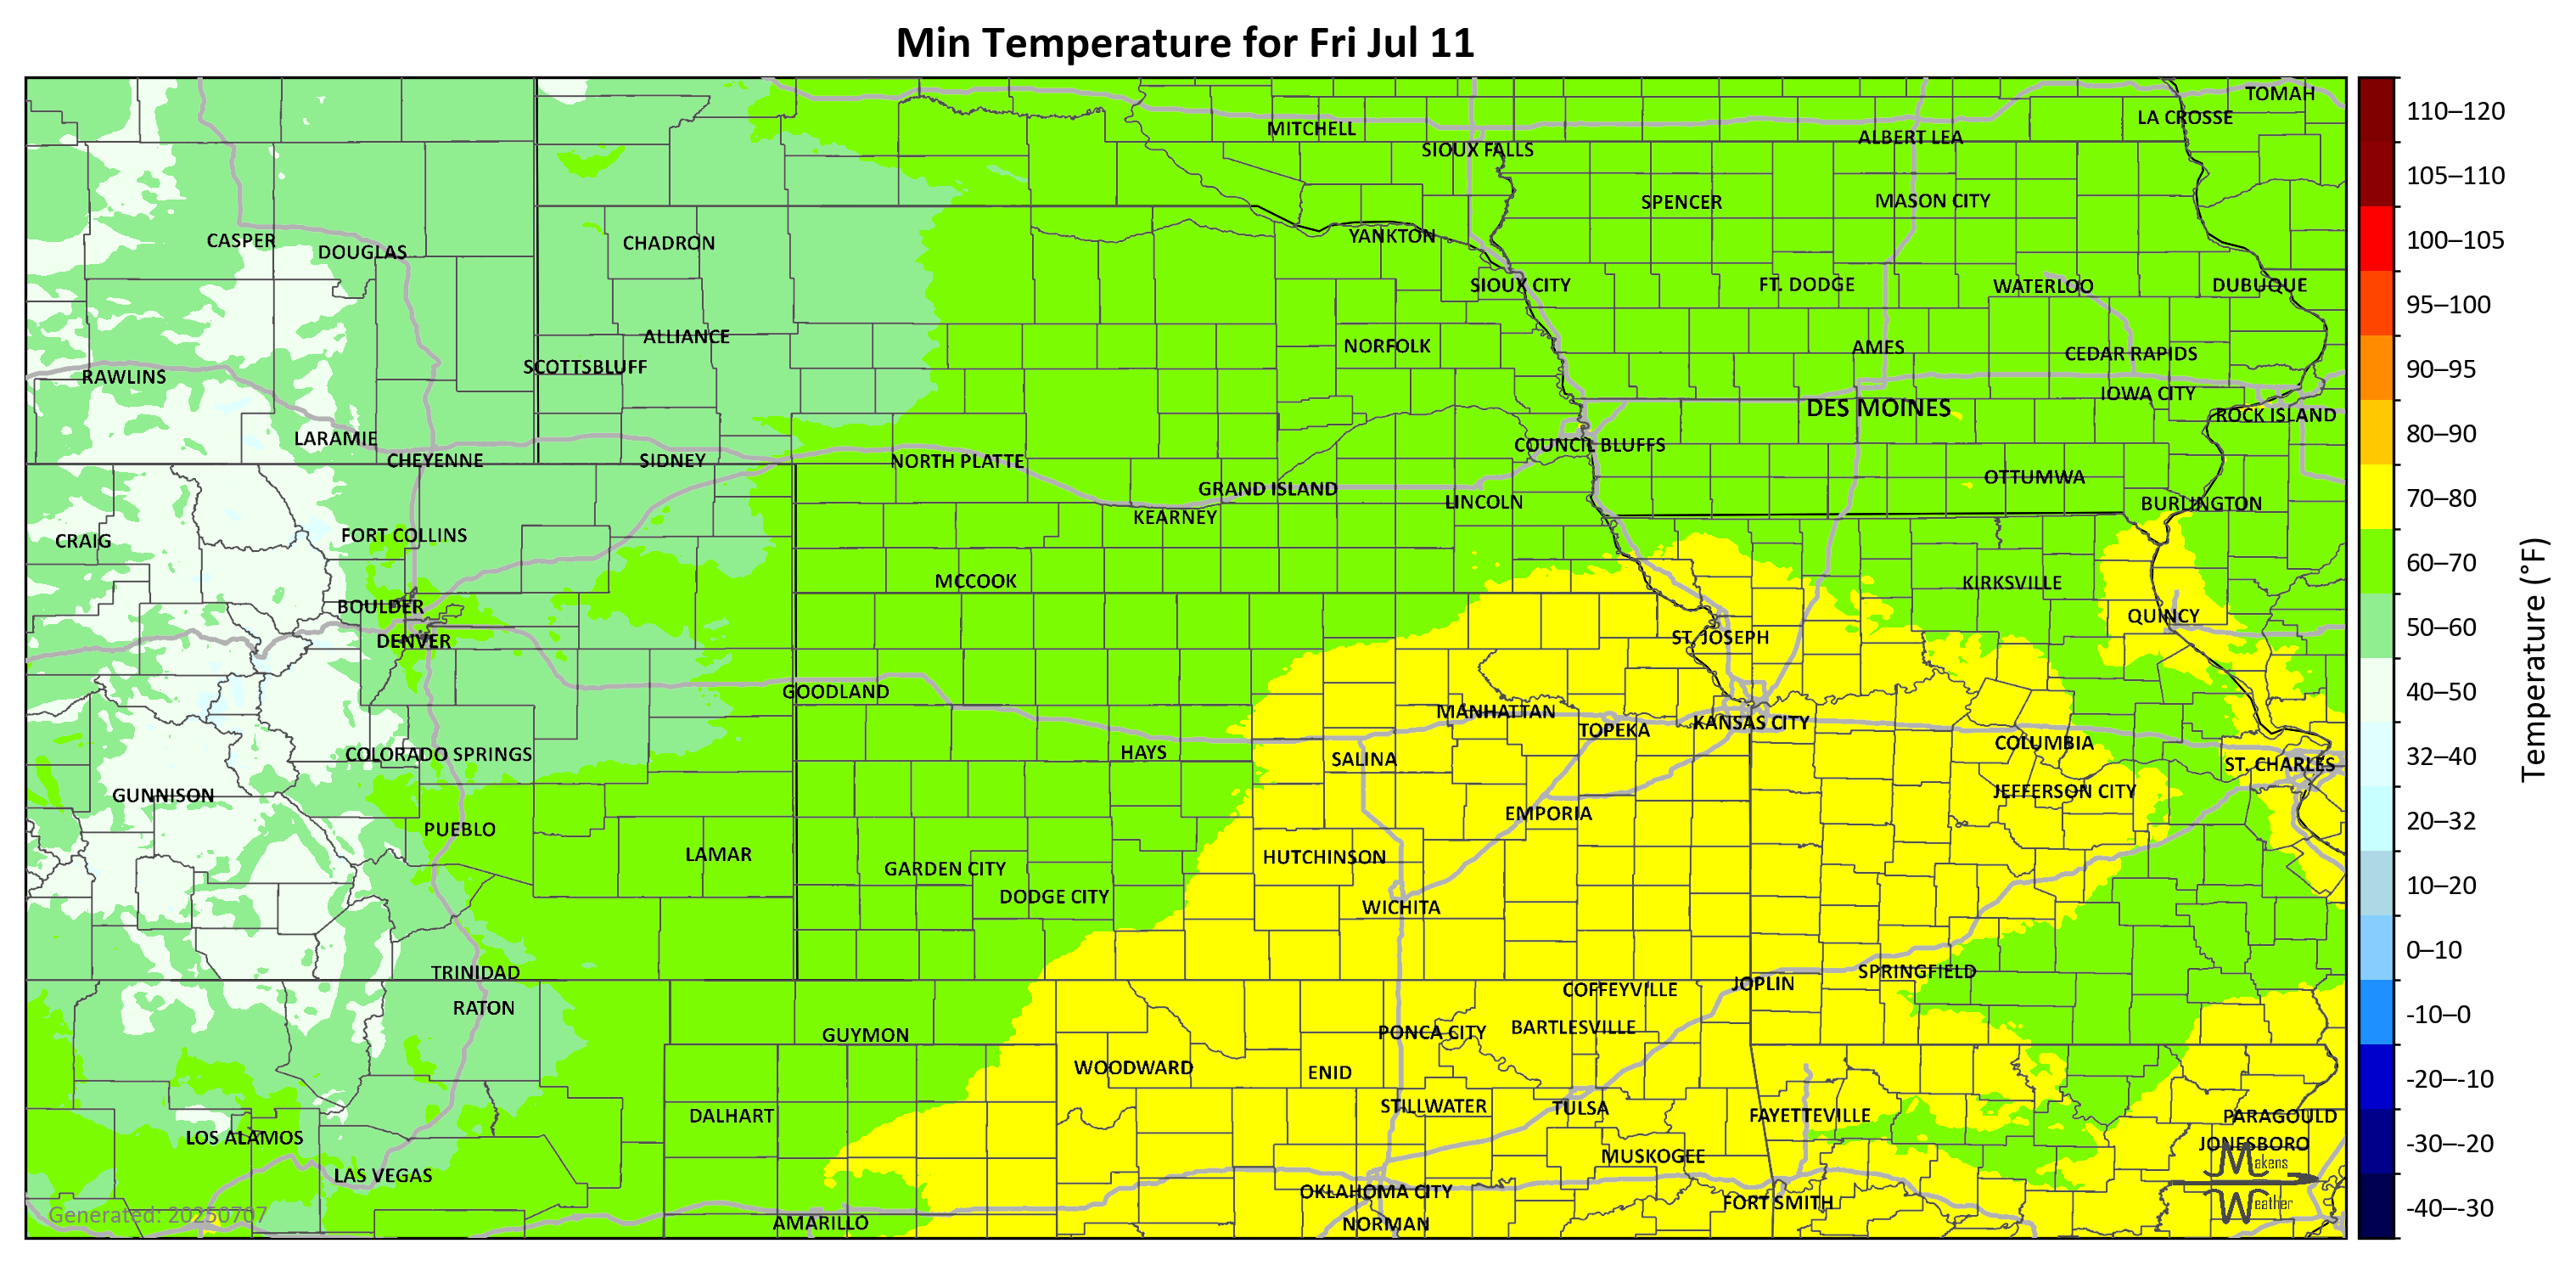 Min Temperature for Fri Jul 11
TOMAH
LA CROSSE
MITCHELL
ALBERT LEA
SIOUX FALLS
SPENCER
MASON CITY
CASPER
DOUGLAS
CHADRON
YANKTON
SIOUX CITY
FT. DODGE
WATERLOO
DUBUQUE
ALLIANCE
NORFOLK
AMES
CEDAR RAPIDS
SCOTTSBLUFF
RAWLINS
IOWA CITY
DES MOINES
ROCK ISLAND
LARAMIE
COUNCIL BLUFFS
CHEYENNE
SIDNEY
NORTH PLATTE
OTTUMWA
GRAND ISLAND
LINCOLN
BURLINGTON
KEARNEY
FORT COLLINS
CRAIG
MCCOOK
KIRKSVILLE
BOULDER
QUINCY
DENVER
ST. JOSEPH
GOODLAND
MANHATTAN
KANSAS CITY
TOPEKA
COLUMBIA
COLORADO SPRINGS
HAYS
SALINA
ST. CHARLES
GUNNISON
JEFFERSON CITY
EMPORIA
PUEBLO
LAMAR
HUTCHINSON
GARDEN CITY
DODGE CITY
WICHITA
TRINIDAD
SPRINGFIELD
JOPLIN
COFFEYVILLE
RATON
GUYMON
PONCA CITY
BARTLESVILLE
WOODWARD
ENID
STILLWATER
TULSA
DALHART
FAYETTEVILLE
PARAGOULD
LOS ALAMOS
JONESBORO
MUSKOGEE
LAS VEGAS
OKLAHOMA CITY
FORT SMITH
AMARILLO
NORMAN
Generated: 20250707
Makens
Weather
110–120
105–110
100–105
95–100
90–95
80–90
70–80
60–70
50–60
40–50
32–40
20–32
10–20
0–10
-10–0
-20–-10
-30–-20
-40–-30
Temperature (°F)